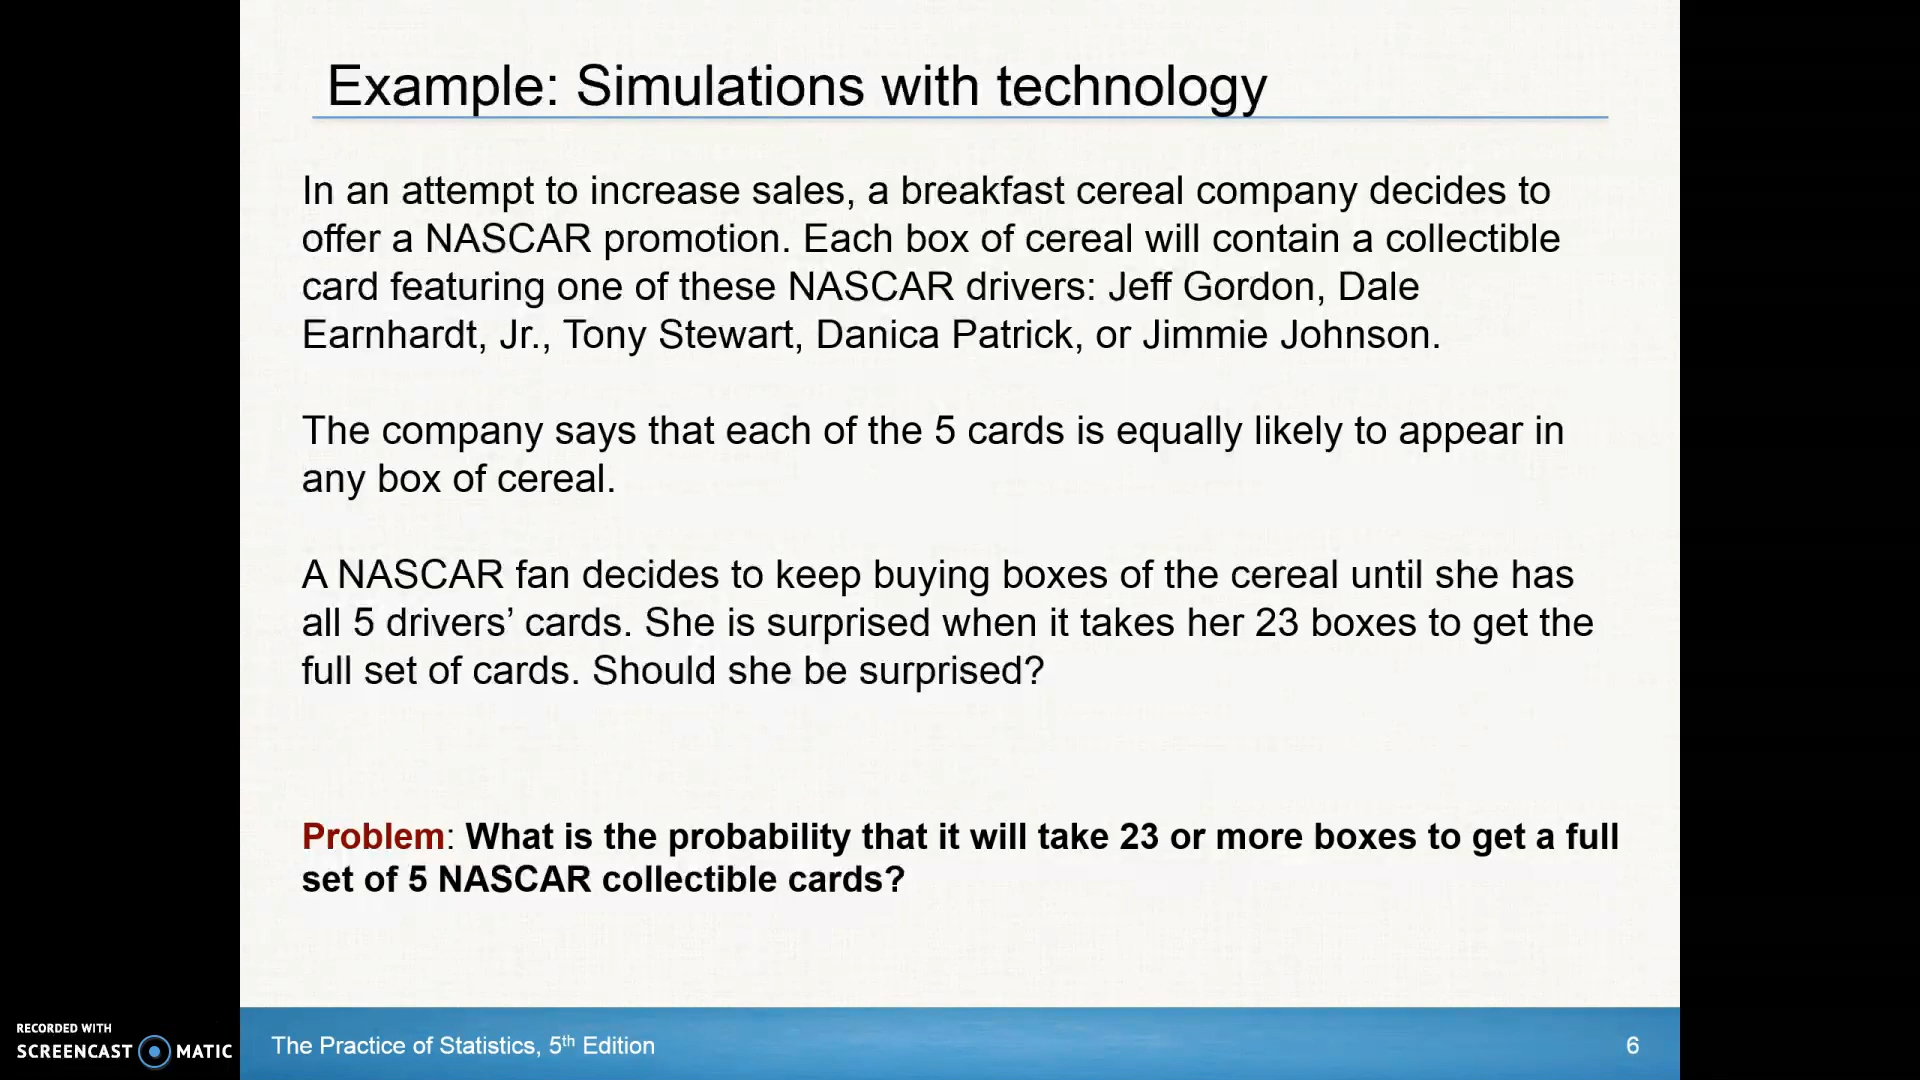 Example: Simulations with technology
In an attempt to increase sales, a breakfast cereal company decides to
offer a NASCAR promotion. Each box of cereal will contain a collectible
card featuring one of these NASCAR drivers: Jeff Gordon, Dale
Earnhardt, Jr., Tony Stewart, Danica Patrick, or Jimmie Johnson.
The company says that each of the 5 cards is equally likely to appear in
any box of cereal.
A NASCAR fan decides to keep buying boxes of the cereal until she has
all 5 drivers’ cards. She is surprised when it takes her 23 boxes to get the
full set of cards. Should she be surprised?
Problem: What is the probability that it will take 23 or more boxes to get a full
set of 5 NASCAR collectible cards?
RECORDED WITH
SCREENCAST MATIC
The Practice of Statistics, 5th Edition
6